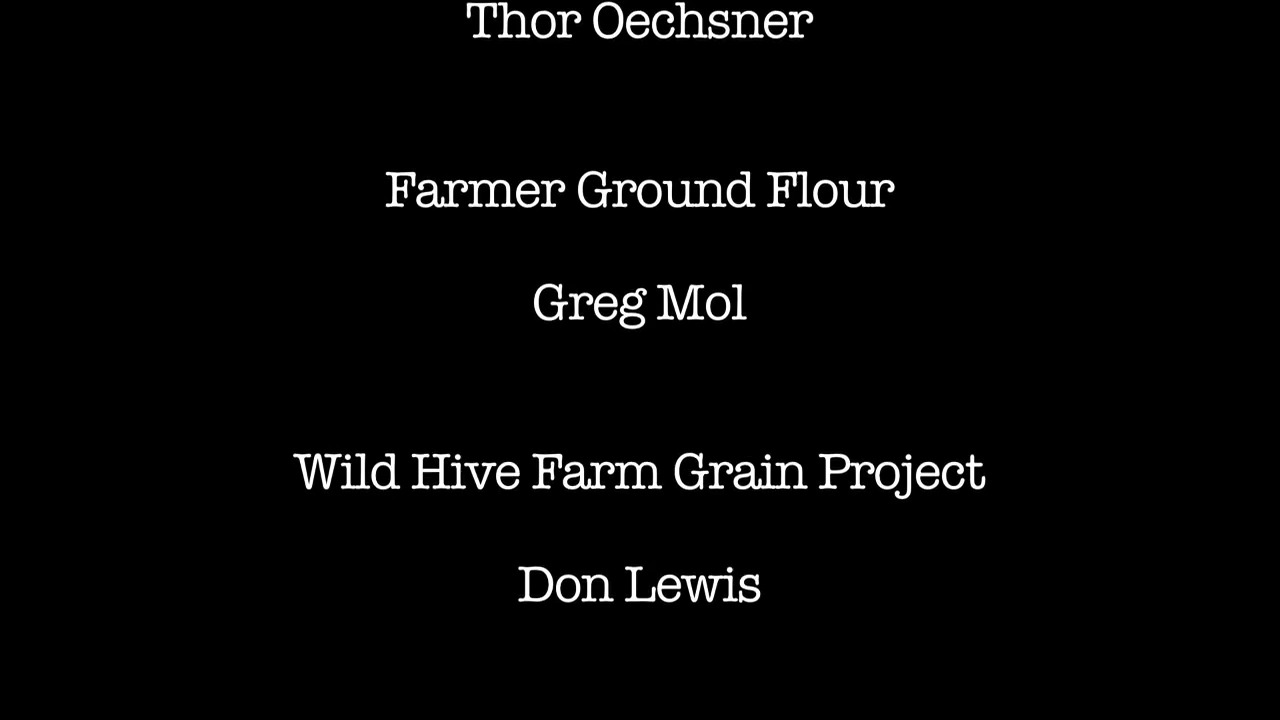 Thor Oechsner
Farmer Ground Flour
Greg Mol
Wild Hive Farm Grain Project
Don Lewis